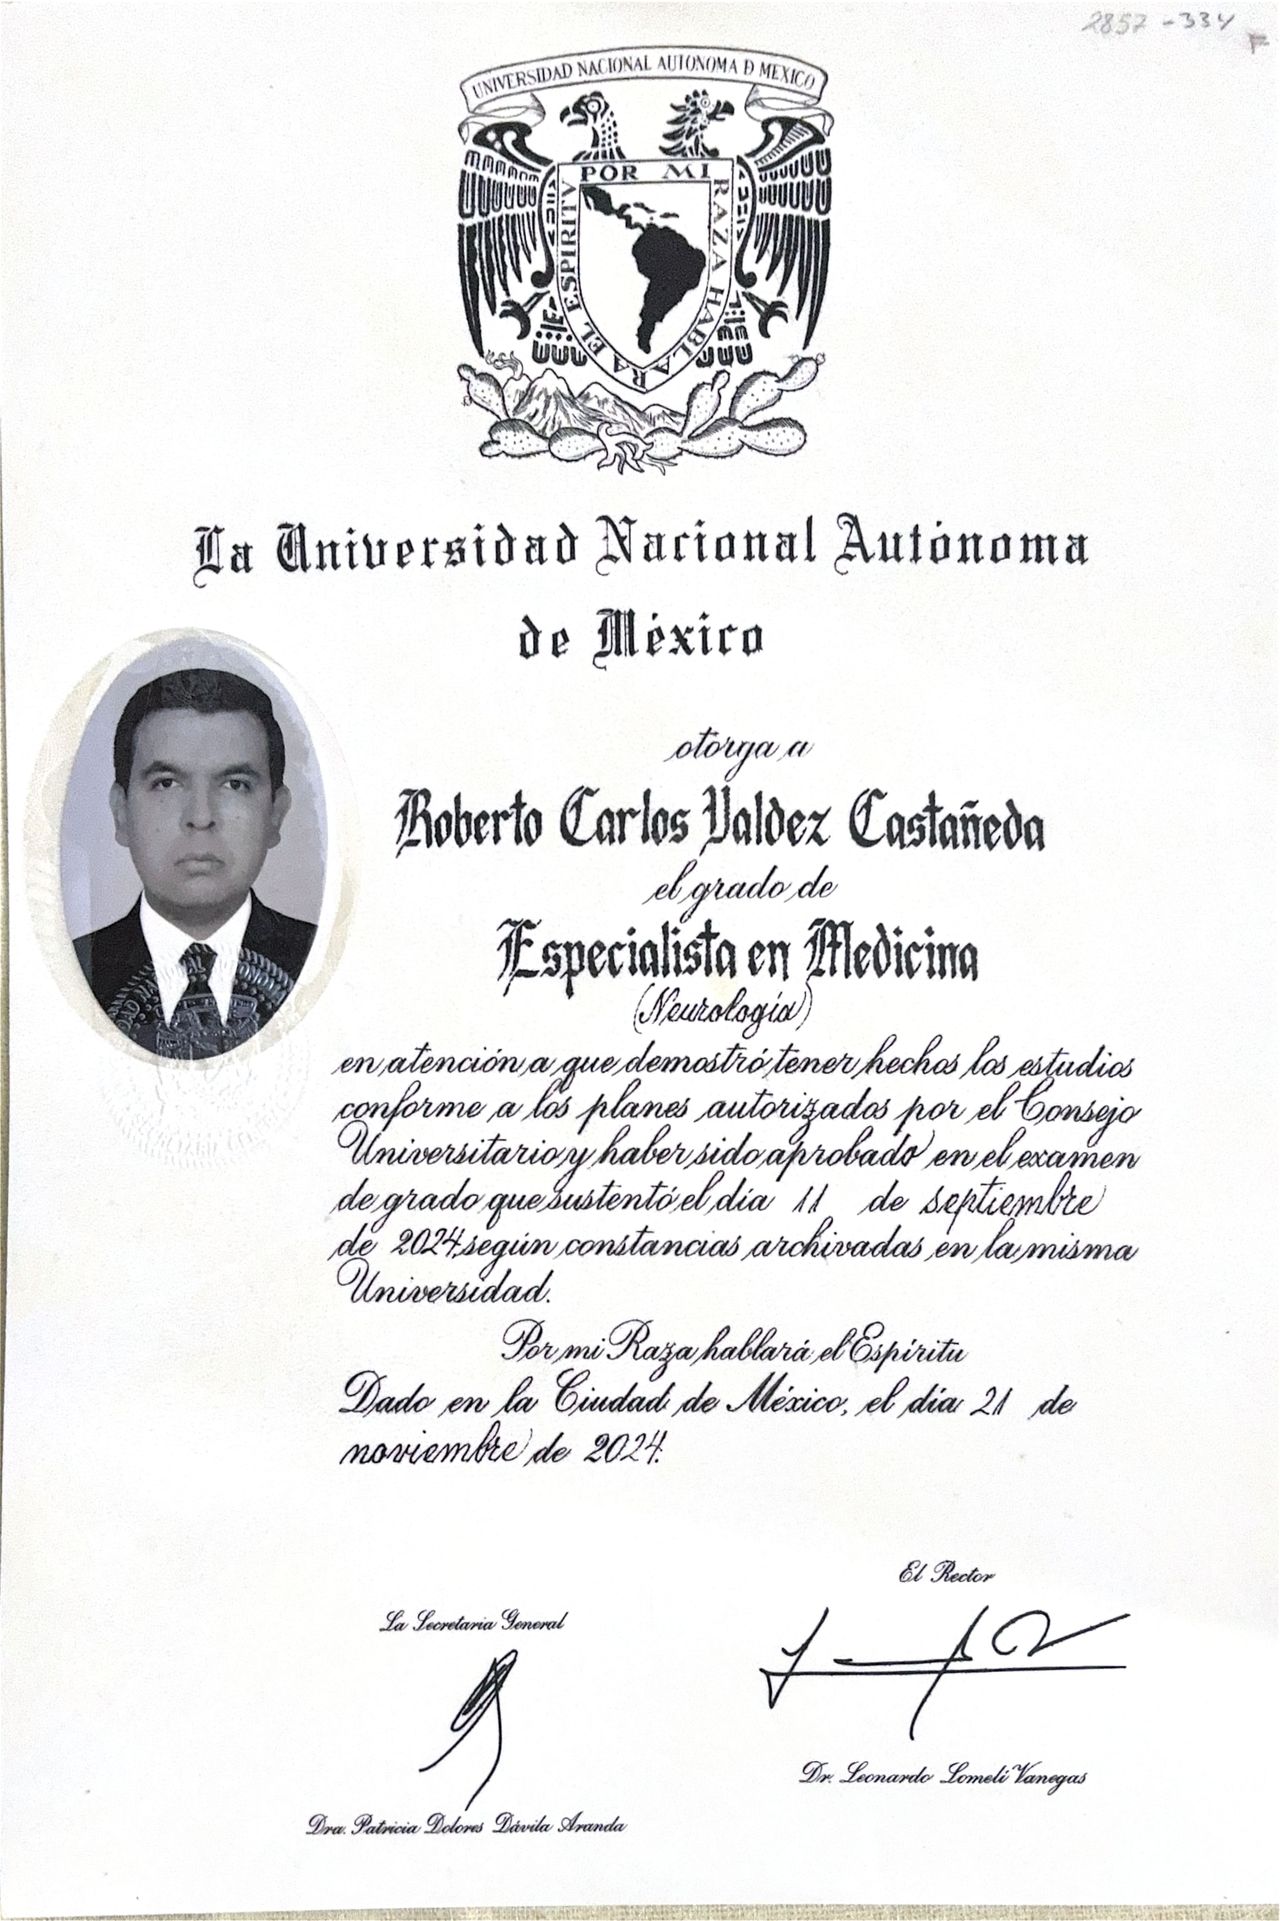 2857-334
UNIVERSIDAD NACIONAL AUTONOMA D MEXICO
POR MI RAZA HABLARA EL ESPIRITU
La Universidad Nacional Autónoma
de México
otorga a
Roberto Carlos Valdez Castañeda
el grado de
Especialista en Medicina
(Neurología)
en atención a que demostró tener hechos los estudios
conforme a los planes autorizados por el Consejo
Universitario y haber sido aprobado en el examen
de grado que sustentó el día 11 de septiembre
de 2024, según constancias archivadas en la misma
Universidad.
Por mi Raza hablará el Espíritu
Dado en la Ciudad de México, el día 21 de
noviembre de 2024.
El Rector
La Secretaria General
Dr. Leonardo Lomelí Vanegas
Dra. Patricia Dolores Dávila Aranda